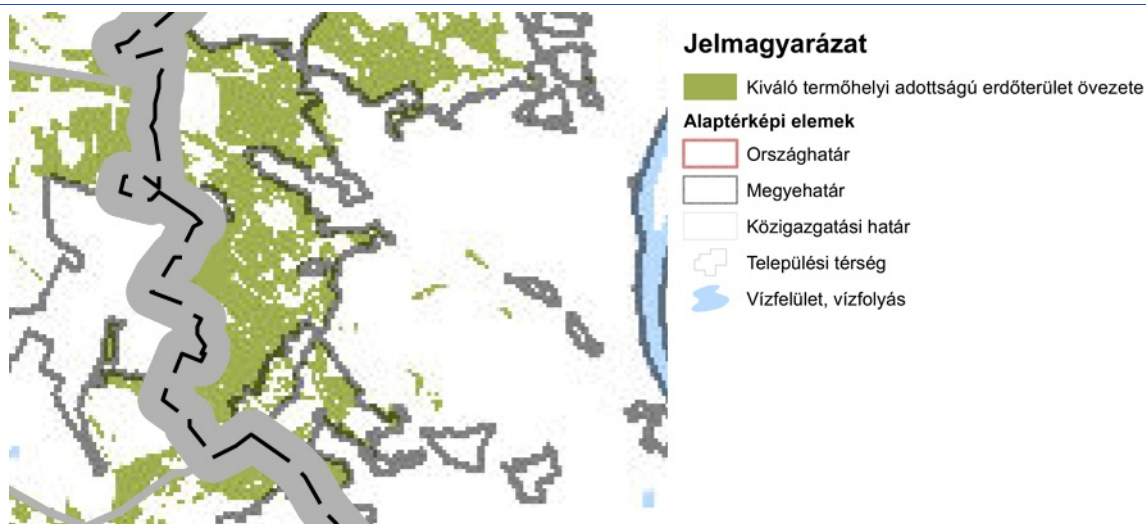 Jelmagyarázat
Kiváló termőhelyi adottságú erdőterület övezete
Alaptérképi elemek
Országhatár
Megyehatár
Közigazgatási határ
Települési térség
Vízfelület, vízfolyás